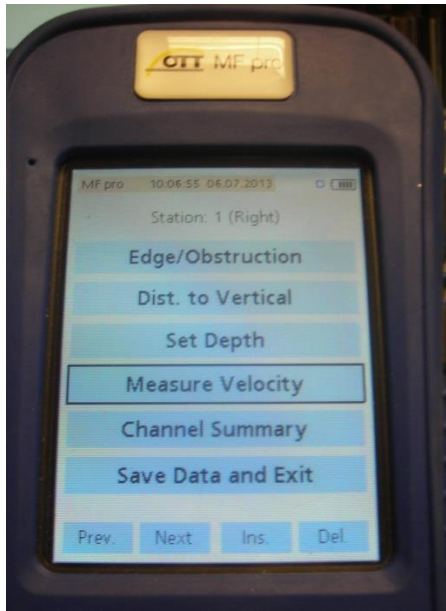 OTT MF pro
MF pro 10:06:55 06.07.2013
Station: 1 (Right)
Edge/Obstruction
Dist. to Vertical
Set Depth
Measure Velocity
Channel Summary
Save Data and Exit
Prev. Next Ins. Del.